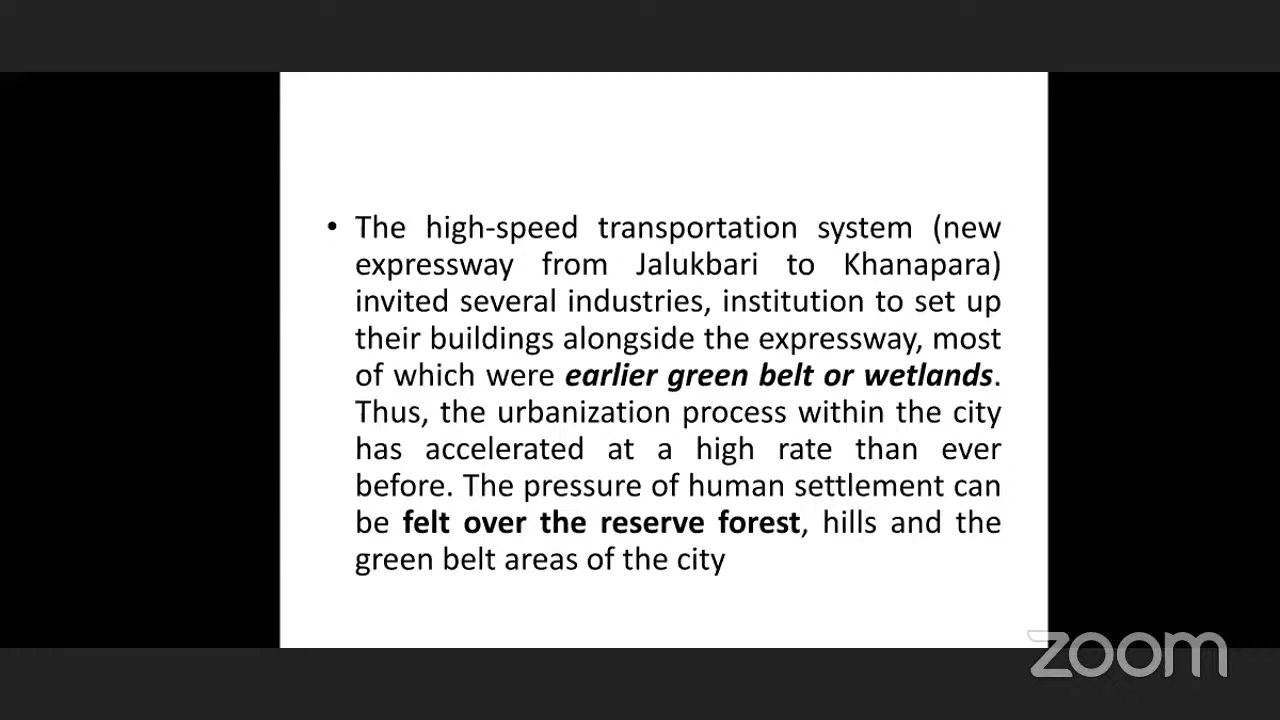 • The high-speed transportation system (new
expressway from Jalukbari to Khanapara)
invited several industries, institution to set up
their buildings alongside the expressway, most
of which were earlier green belt or wetlands.
Thus, the urbanization process within the city
has accelerated at a high rate than ever
before. The pressure of human settlement can
be felt over the reserve forest, hills and the
green belt areas of the city
zoom